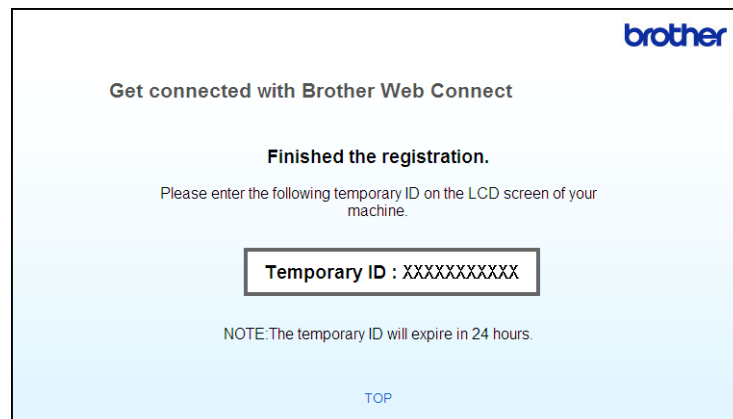 brother
Get connected with Brother Web Connect
Finished the registration.
Please enter the following temporary ID on the LCD screen of your
machine.
Temporary ID : XXXXXXXXXXX
NOTE:The temporary ID will expire in 24 hours.
TOP